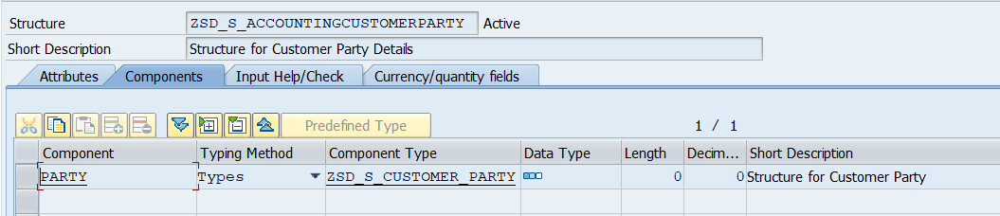 Structure ZSD_S_ACCOUNTINGCUSTOMERPARTY Active
Short Description Structure for Customer Party Details
Attributes Components Input Help/Check Currency/quantity fields
Predefined Type 1 / 1
Component Typing Method Component Type Data Type Length Decim... Short Description
PARTY Types ZSD_S_CUSTOMER_PARTY 0 0 Structure for Customer Party